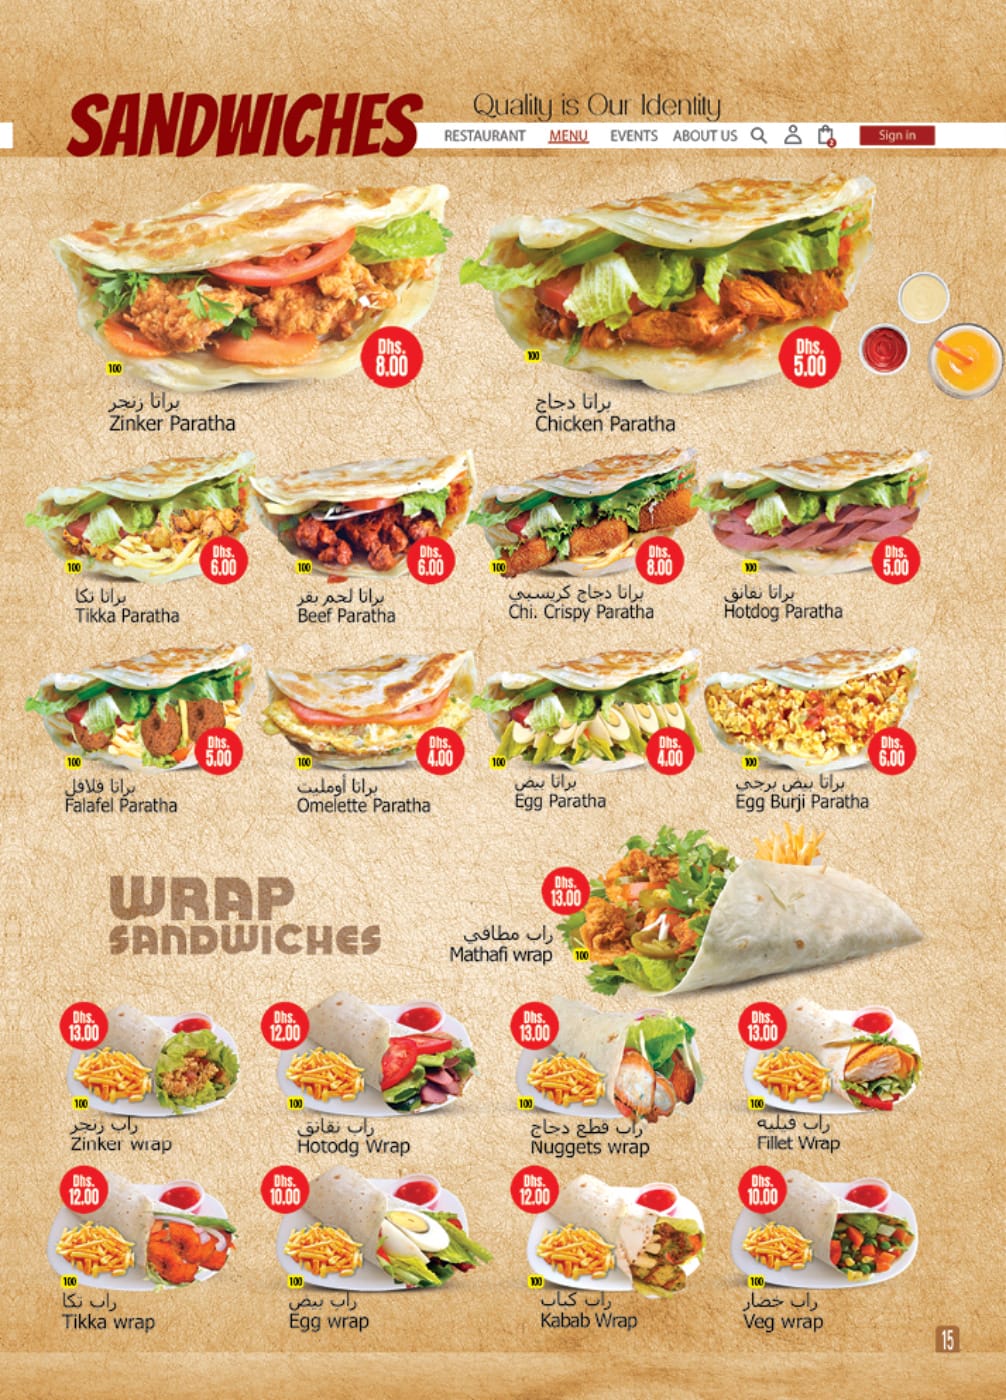 SANDWICHES
Quality is Our Identity
RESTAURANT MENU EVENTS ABOUT US 2 Sign in
100
Dhs.
8.00
براتا زنجر
Zinker Paratha
100
Dhs.
5.00
براتا دجاج
Chicken Paratha
100
Dhs.
6.00
براتا تكا
Tikka Paratha
100
Dhs.
6.00
براتا لحم بقر
Beef Paratha
100
Dhs.
8.00
براتا دجاج كريسبي
Chi. Crispy Paratha
100
Dhs.
5.00
براتا نقانق
Hotdog Paratha
100
Dhs.
5.00
براتا فلافل
Falafel Paratha
100
Dhs.
4.00
براتا أومليت
Omelette Paratha
100
Dhs.
4.00
براتا بيض
Egg Paratha
100
Dhs.
6.00
براتا بيض برجي
Egg Burji Paratha
WRAP
SANDWICHES
Dhs.
13.00
راب مطافي
Mathafi wrap
100
Dhs.
13.00
100
راب زنجر
Zinker wrap
Dhs.
12.00
100
راب نقانق
Hotodg Wrap
Dhs.
13.00
100
راب قطع دجاج
Nuggets wrap
Dhs.
13.00
100
راب فيليه
Fillet Wrap
Dhs.
12.00
100
راب تكا
Tikka wrap
Dhs.
10.00
100
راب بيض
Egg wrap
Dhs.
12.00
100
راب كباب
Kabab Wrap
Dhs.
10.00
100
راب خضار
Veg wrap
15